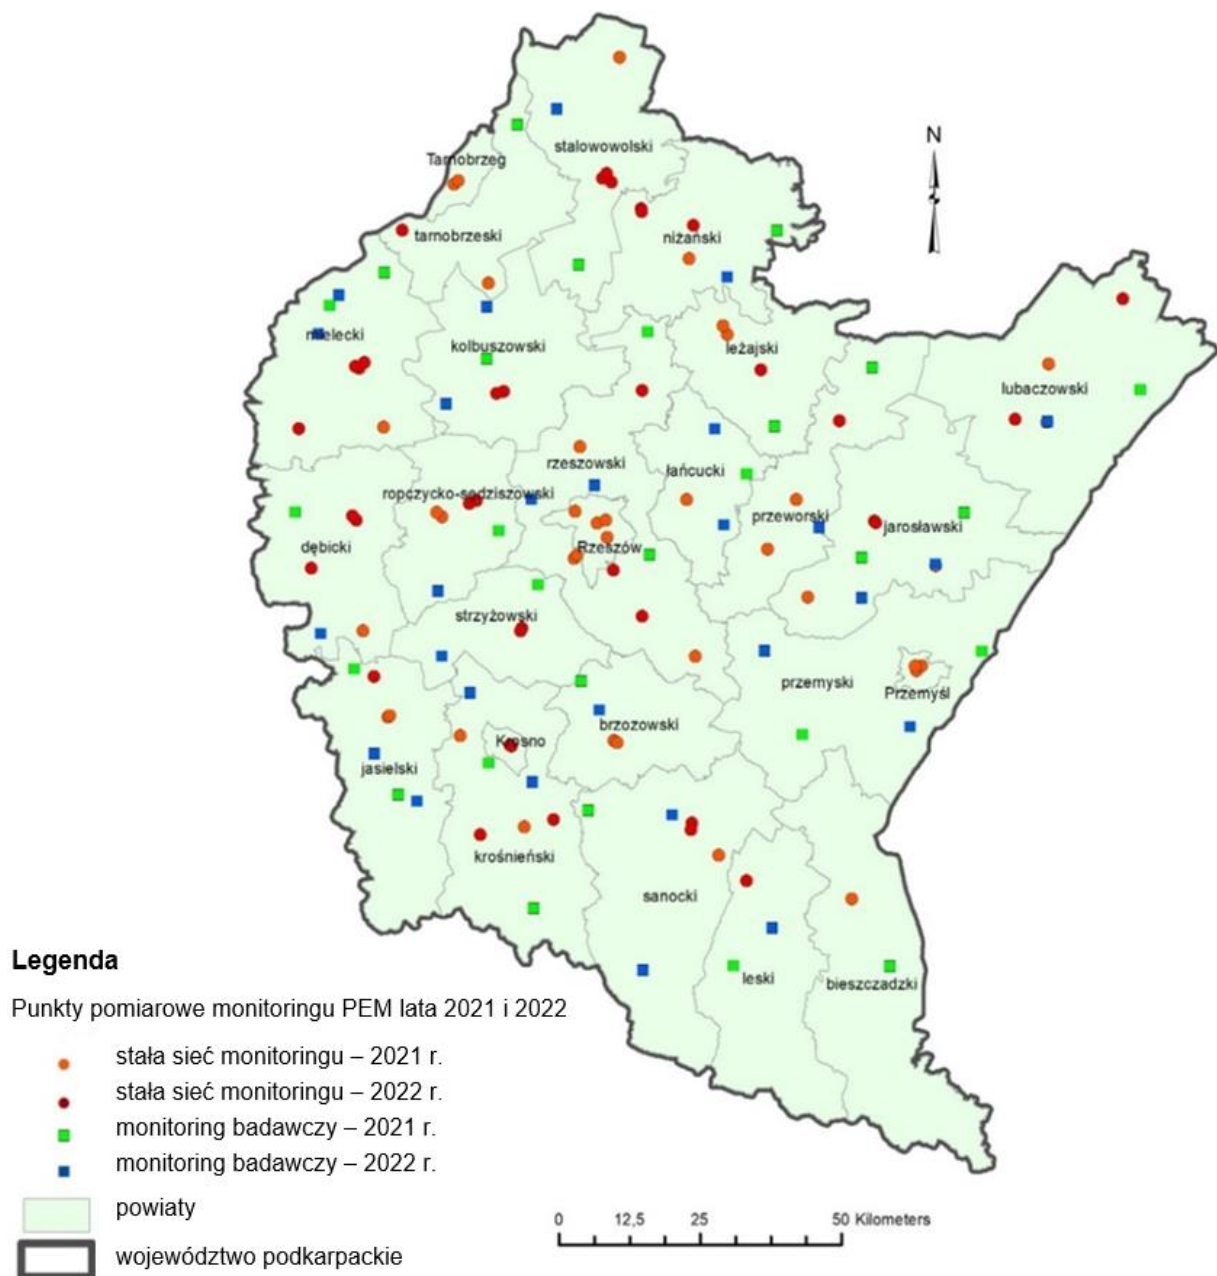 N
stalowowolski
Tarnobrzeg
tarnobrzeski
niżański
mielecki
kolbuszowski
leżajski
lubaczowski
rzeszowski
łańcucki
ropczycko-sędziszowski
przeworski
jarosławski
dębicki
Rzeszów
strzyżowski
przemyski
Przemyśl
brzozowski
Krosno
jasielski
krośnieński
sanocki
leski
bieszczadzki
Legenda
Punkty pomiarowe monitoringu PEM lata 2021 i 2022
stała sieć monitoringu – 2021 r.
stała sieć monitoringu – 2022 r.
monitoring badawczy – 2021 r.
monitoring badawczy – 2022 r.
powiaty
województwo podkarpackie
0 12,5 25 50 Kilometers